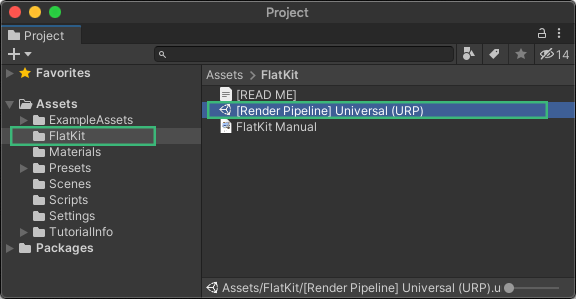 Project
Project
14
Favorites
Assets
ExampleAssets
FlatKit
Materials
Presets
Scenes
Scripts
Settings
TutorialInfo
Packages
Assets > FlatKit
[READ ME]
[Render Pipeline] Universal (URP)
FlatKit Manual
Assets/FlatKit/[Render Pipeline] Universal (URP).u